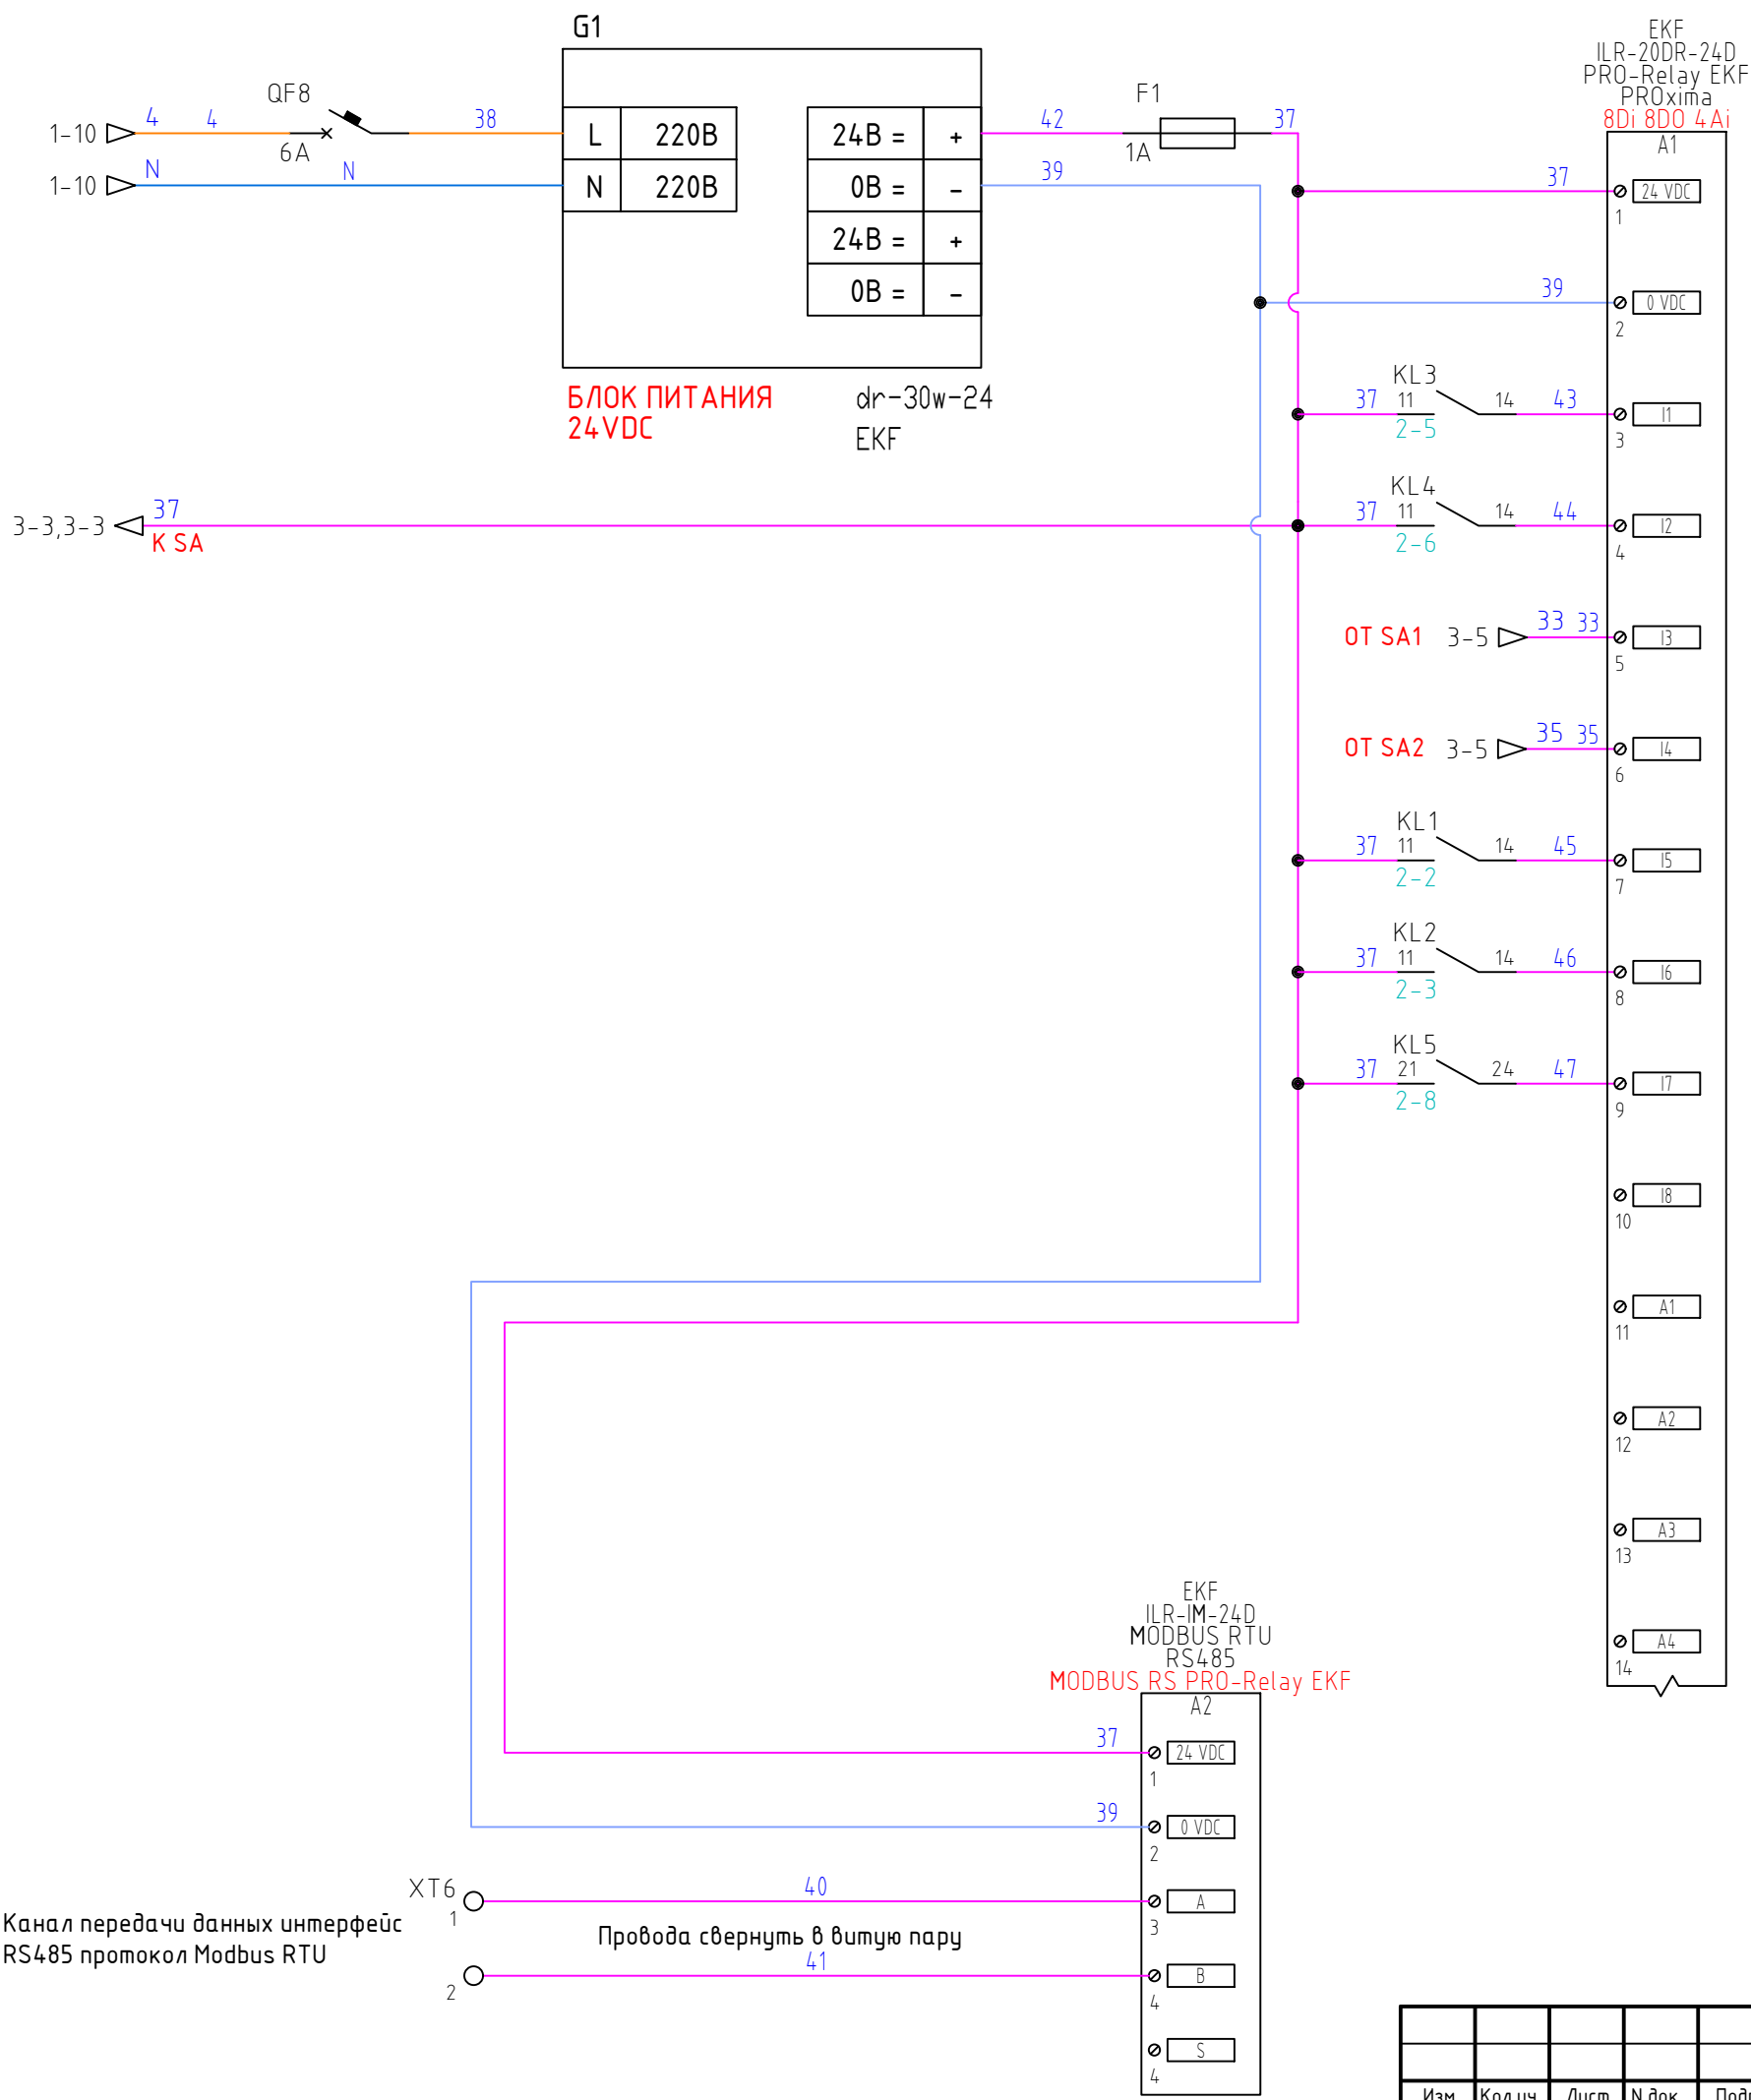 G1
EKF
ILR-20DR-24D
PRO-Relay EKF
PROxima
8Di 8DO 4Ai
A1
1-10 4 4 QF8 6A 38
1-10 N N
L 220В
N 220В
24В = +
0В = -
24В = +
0В = -
42 F1 1A 37
39
БЛОК ПИТАНИЯ
24VDC
dr-30w-24
EKF
37 24 VDC
1
39 0 VDC
2
KL3
37 11 14 43 I1
2-5 3
3-3,3-3 37
К SA
KL4
37 11 14 44 I2
2-6 4
ОТ SA1 3-5 33 33 I3
5
ОТ SA2 3-5 35 35 I4
6
KL1
37 11 14 45 I5
2-2 7
KL2
37 11 14 46 I6
2-3 8
KL5
37 21 24 47 I7
2-8 9
I8
10
A1
11
A2
12
A3
13
A4
14
EKF
ILR-IM-24D
MODBUS RTU
RS485
MODBUS RS PRO-Relay EKF
A2
37 24 VDC
1
39 0 VDC
2
XT6 40 A
1 3
Канал передачи данных интерфейс
RS485 протокол Modbus RTU
Провода свернуть в витую пару
41 B
2 4
S
4
Изм. Кол.уч Лист N док.